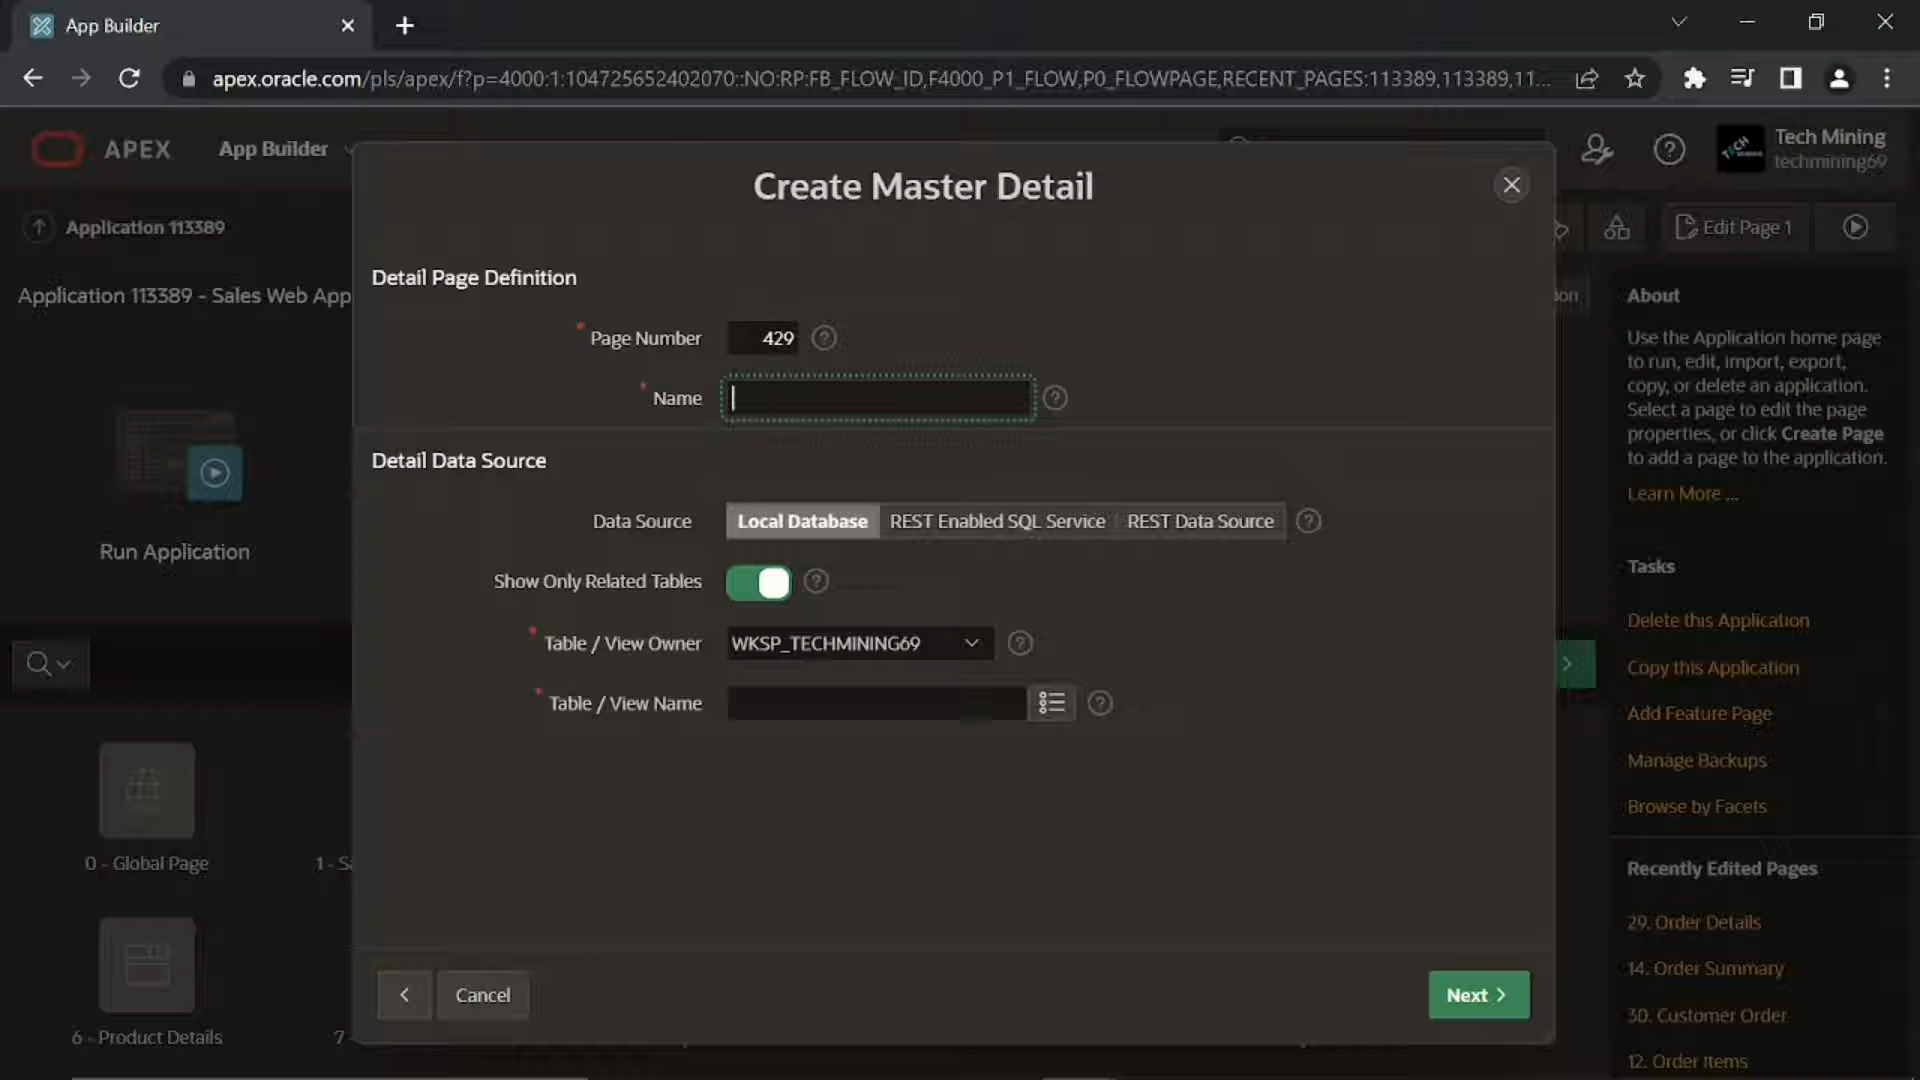 App Builder
apex.oracle.com/pls/apex/f?p=4000:1:104725652402070::NO:RP:FB_FLOW_ID,F4000_P1_FLOW,P0_FLOWPAGE,RECENT_PAGES:113389,113389,11...
APEX
App Builder
Tech Mining
techmining69
Create Master Detail
Application 113389
Edit Page 1
Application 113389 - Sales Web App
Detail Page Definition
* Page Number 429
* Name
Detail Data Source
Data Source Local Database REST Enabled SQL Service REST Data Source
Show Only Related Tables
* Table / View Owner WKSP_TECHMINING69
* Table / View Name
Cancel
Next
Run Application
0 - Global Page
1 - Sa
6 - Product Details
7 -
About
Use the Application home page
to run, edit, import, export,
copy, or delete an application.
Select a page to edit the page
properties, or click Create Page
to add a page to the application.
Learn More ...
Tasks
Delete this Application
Copy this Application
Add Feature Page
Manage Backups
Browse by Facets
Recently Edited Pages
29. Order Details
14. Order Summary
30. Customer Order
12. Order Items